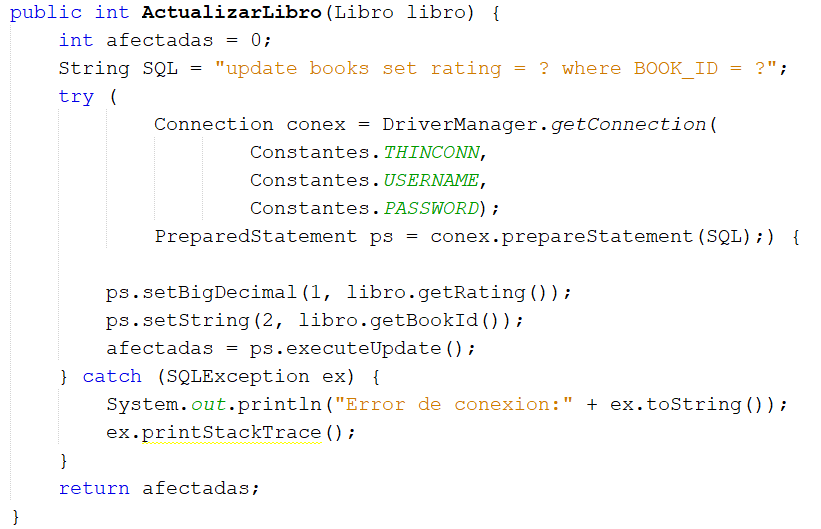 public int ActualizarLibro(Libro libro) {
    int afectadas = 0;
    String SQL = "update books set rating = ? where BOOK_ID = ?";
    try (
            Connection conex = DriverManager.getConnection(
                    Constantes.THINCONN,
                    Constantes.USERNAME,
                    Constantes.PASSWORD);
            PreparedStatement ps = conex.prepareStatement(SQL);) {

        ps.setBigDecimal(1, libro.getRating());
        ps.setString(2, libro.getBookId());
        afectadas = ps.executeUpdate();
    } catch (SQLException ex) {
        System.out.println("Error de conexion:" + ex.toString());
        ex.printStackTrace();
    }
    return afectadas;
}